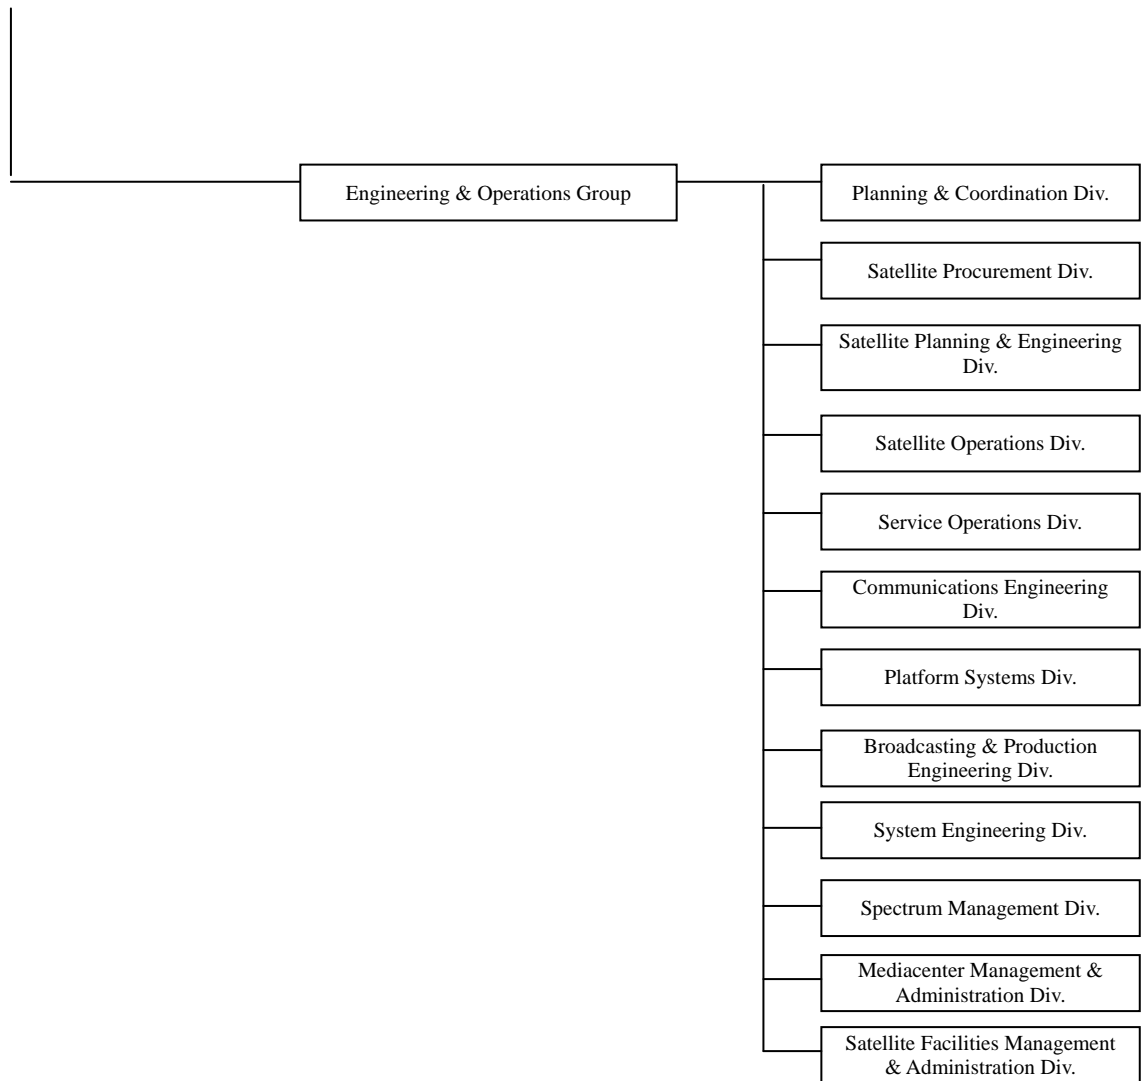 Engineering & Operations Group
Planning & Coordination Div.
Satellite Procurement Div.
Satellite Planning & Engineering
Div.
Satellite Operations Div.
Service Operations Div.
Communications Engineering
Div.
Platform Systems Div.
Broadcasting & Production
Engineering Div.
System Engineering Div.
Spectrum Management Div.
Mediacenter Management &
Administration Div.
Satellite Facilities Management
& Administration Div.